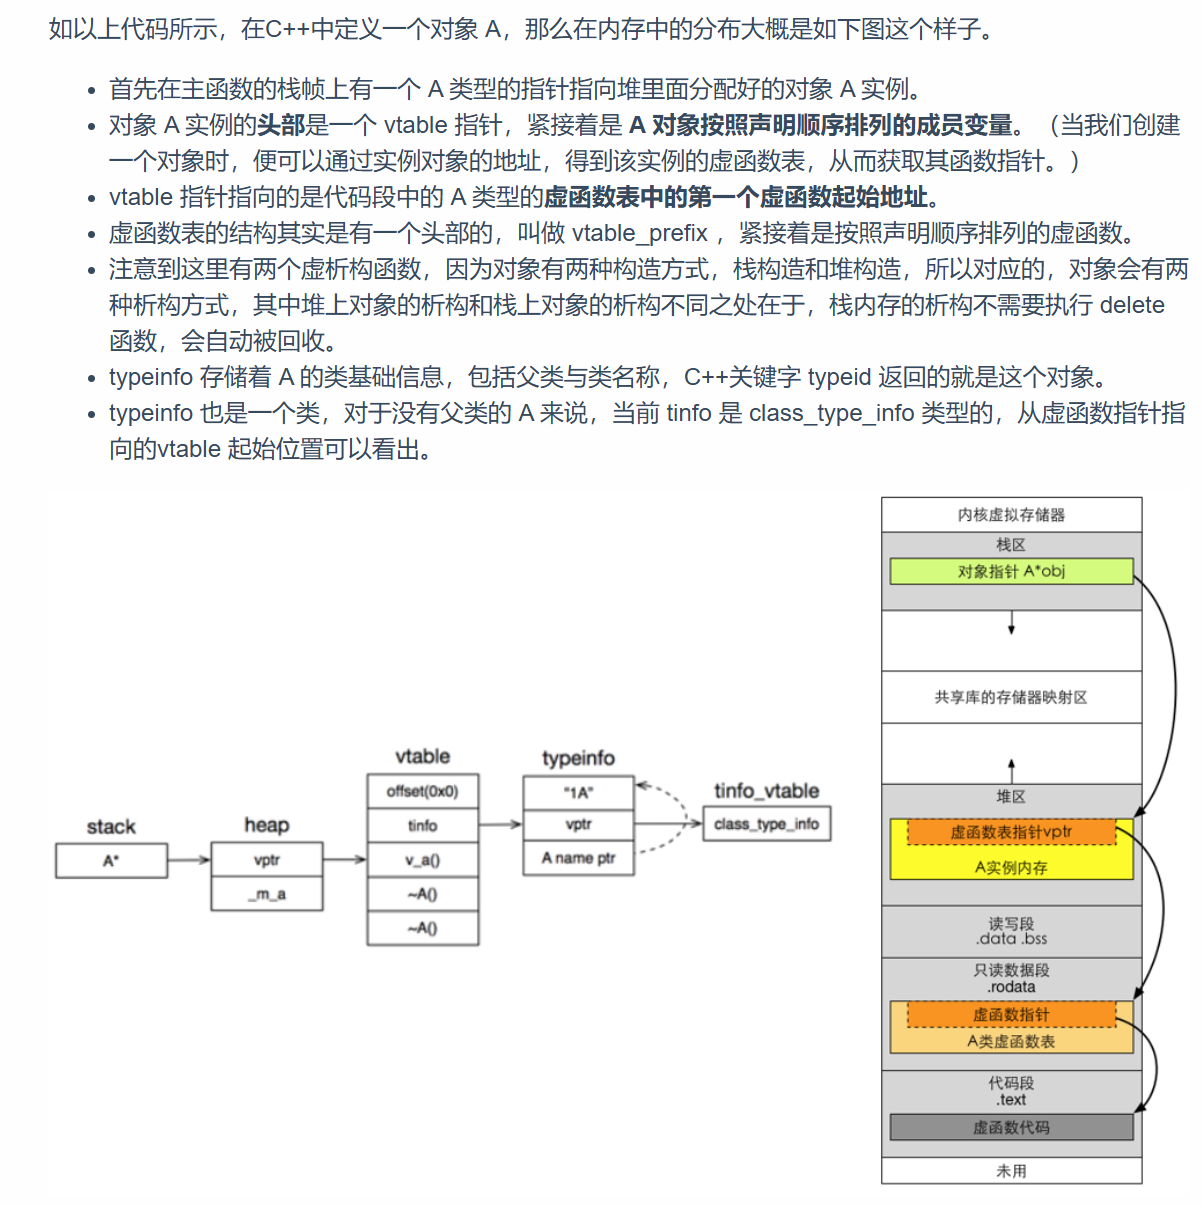 如以上代码所示，在C++中定义一个对象 A，那么在内存中的分布大概是如下图这个样子。
首先在主函数的栈帧上有一个 A 类型的指针指向堆里面分配好的对象 A 实例。
对象 A 实例的头部是一个 vtable 指针，紧接着是 A 对象按照声明顺序排列的成员变量。（当我们创建
一个对象时，便可以通过实例对象的地址，得到该实例的虚函数表，从而获取其函数指针。）
vtable 指针指向的是代码段中的 A 类型的虚函数表中的第一个虚函数起始地址。
虚函数表的结构其实是有一个头部的，叫做 vtable_prefix ，紧接着是按照声明顺序排列的虚函数。
注意到这里有两个虚析构函数，因为对象有两种构造方式，栈构造和堆构造，所以对应的，对象会有两
种析构方式，其中堆上对象的析构和栈上对象的析构不同之处在于，栈内存的析构不需要执行 delete
函数，会自动被回收。
typeinfo 存储着 A 的类基础信息，包括父类与类名称，C++关键字 typeid 返回的就是这个对象。
typeinfo 也是一个类，对于没有父类的 A 来说，当前 tinfo 是 class_type_info 类型的，从虚函数指针指
向的vtable 起始位置可以看出。
stack
A*
heap
vptr
_m_a
vtable
offset(0x0)
tinfo
v_a()
~A()
~A()
typeinfo
"1A"
vptr
A name ptr
tinfo_vtable
class_type_info
内核虚拟存储器
栈区
对象指针 A*obj
共享库的存储器映射区
堆区
虚函数表指针vptr
A实例内存
读写段
.data .bss
只读数据段
.rodata
虚函数指针
A类虚函数表
代码段
.text
虚函数代码
未用